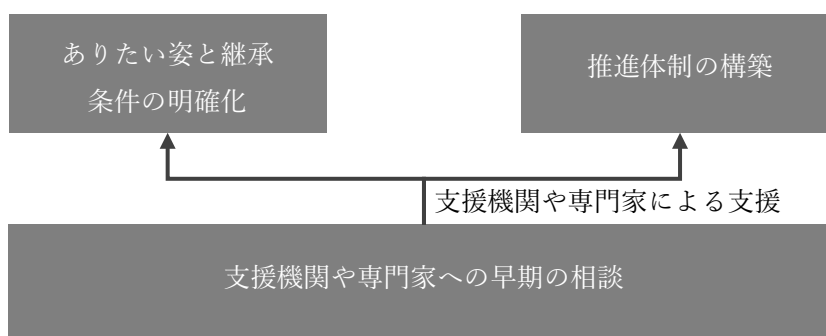 ありたい姿と継承
条件の明確化
推進体制の構築
支援機関や専門家による支援
支援機関や専門家への早期の相談